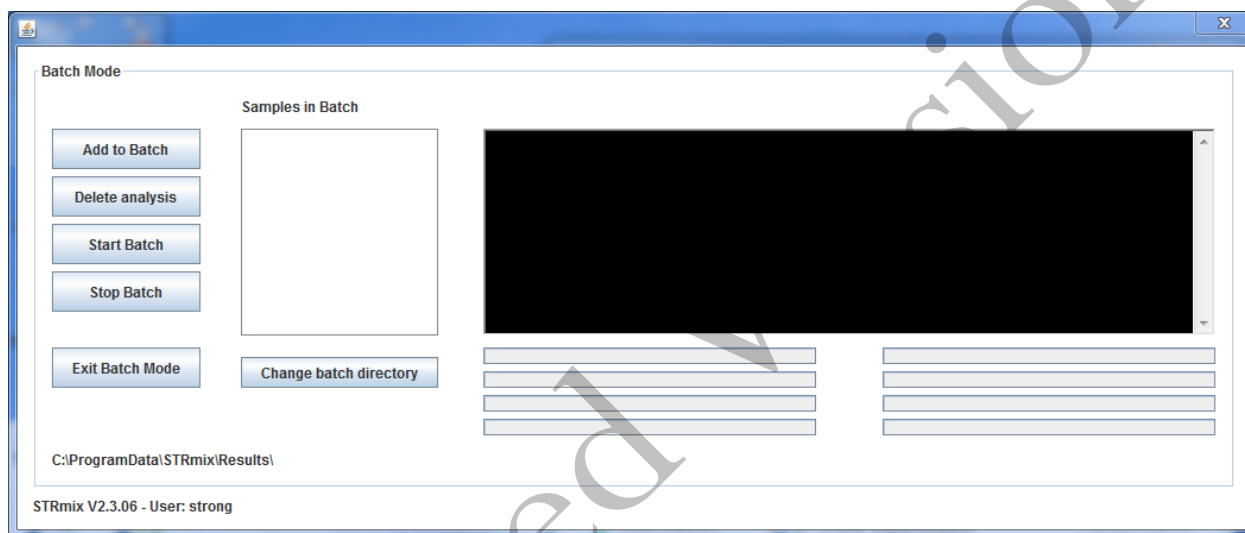 Batch Mode
Samples in Batch
Add to Batch
Delete analysis
Start Batch
Stop Batch
Exit Batch Mode
Change batch directory
C:\ProgramData\STRmix\Results\
STRmix V2.3.06 - User: strong